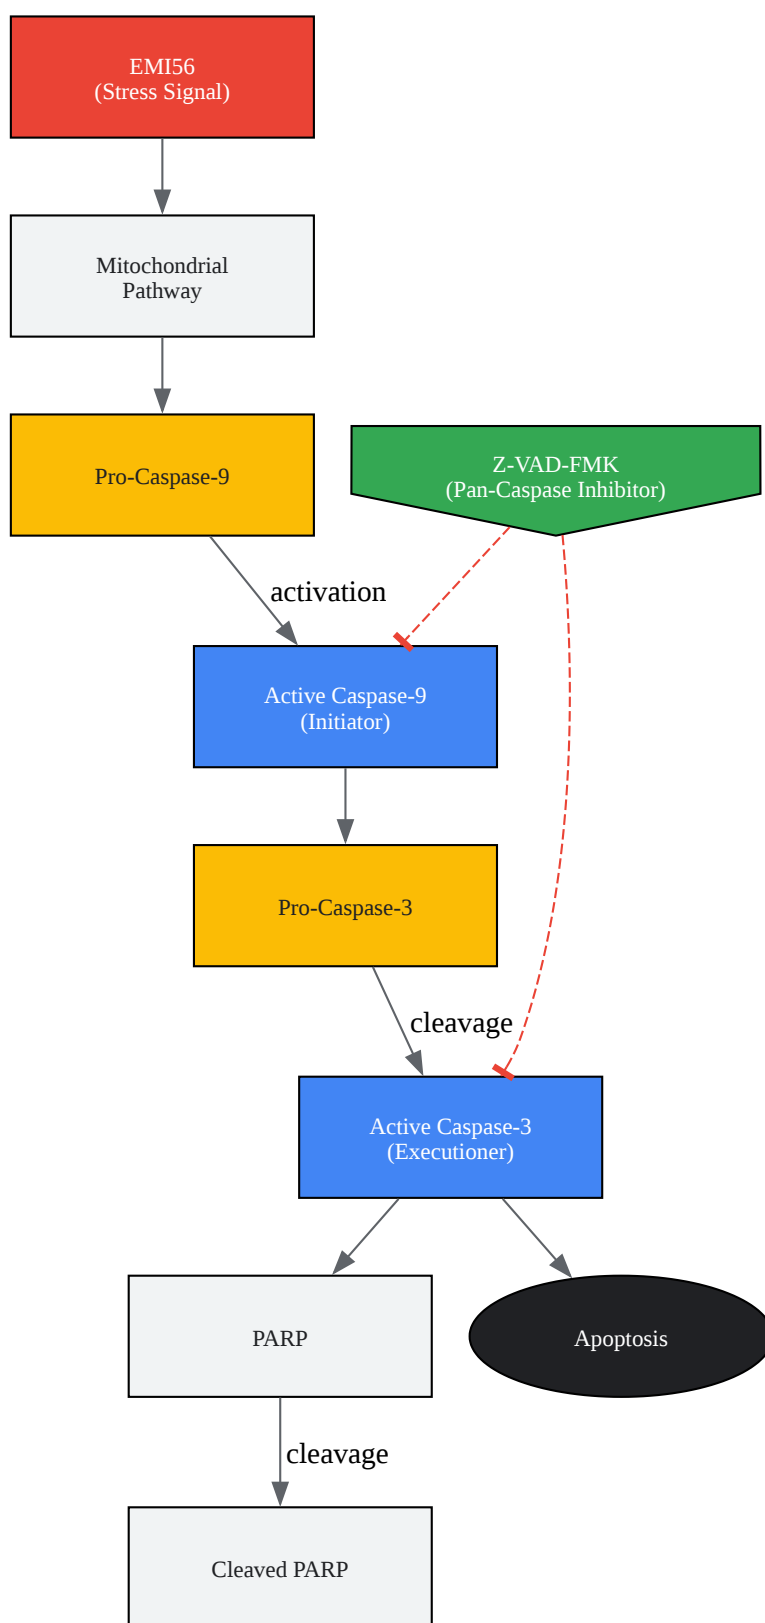 EMI56
(Stress Signal)
Mitochondrial
Pathway
Pro-Caspase-9
Z-VAD-FMK
(Pan-Caspase Inhibitor)
activation
Active Caspase-9
(Initiator)
Pro-Caspase-3
cleavage
Active Caspase-3
(Executioner)
PARP
Apoptosis
cleavage
Cleaved PARP